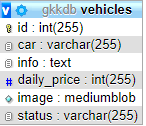 gkkdb vehicles
id : int(255)
car : varchar(255)
info : text
# daily_price : int(255)
image : mediumblob
status : varchar(255)